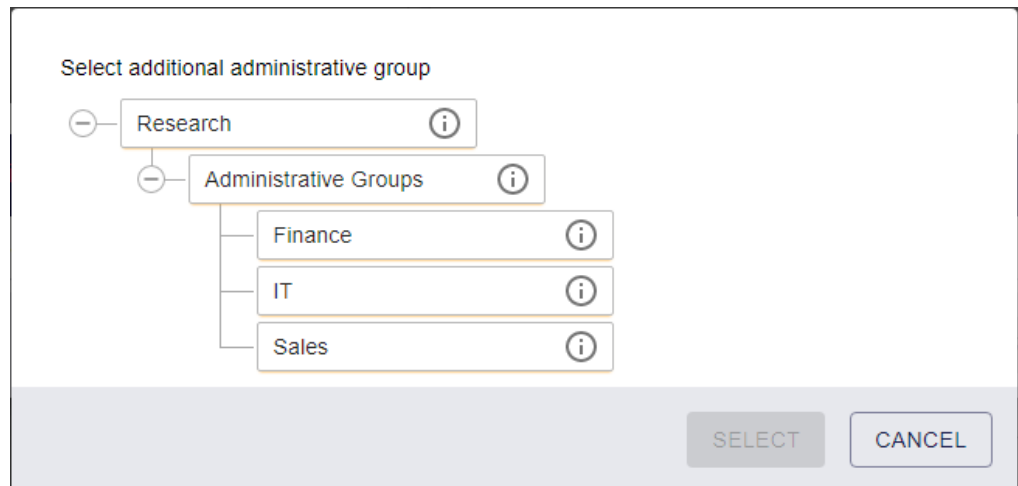 Select additional administrative group
Research
Administrative Groups
Finance
IT
Sales
SELECT
CANCEL